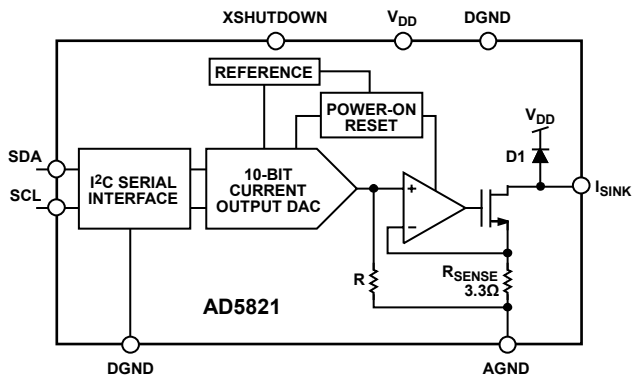 XSHUTDOWN
V_DD
DGND
REFERENCE
POWER-ON
RESET
V_DD
D1
SDA
SCL
I²C SERIAL
INTERFACE
10-BIT
CURRENT
OUTPUT DAC
+
–
I_SINK
R
R_SENSE
3.3Ω
AD5821
DGND
AGND